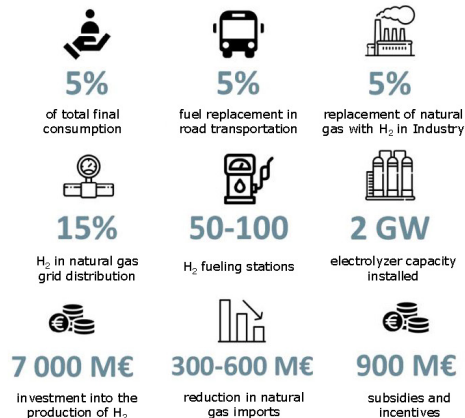 5%
of total final
consumption
5%
fuel replacement in
road transportation
5%
replacement of natural
gas with H₂ in Industry
15%
H₂ in natural gas
grid distribution
50-100
H₂ fueling stations
2 GW
electrolyzer capacity
installed
€
7 000 M€
investment into the
production of H₂
300-600 M€
reduction in natural
gas imports
€
900 M€
subsidies and
incentives